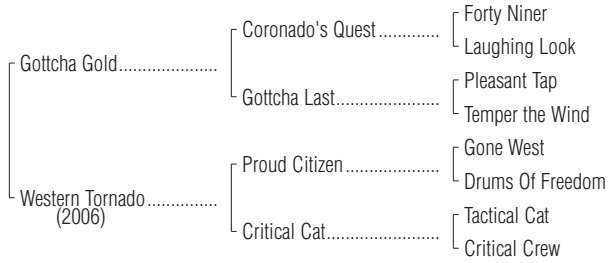 Forty Niner
Coronado's Quest.............
Laughing Look
Gottcha Gold.....................
Pleasant Tap
Gottcha Last......................
Temper the Wind
Gone West
Proud Citizen....................
Drums Of Freedom
Western Tornado...............
(2006)
Tactical Cat
Critical Cat........................
Critical Crew